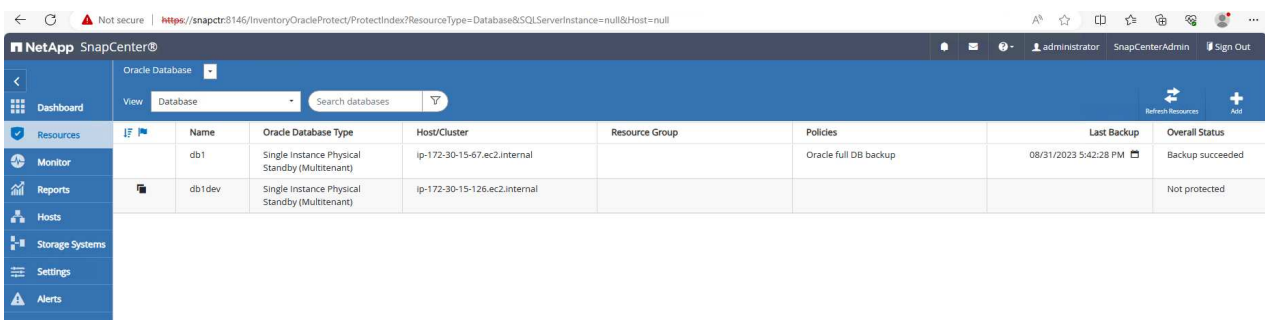 Not secure | https://snapctr:8146/InventoryOracleProtect/ProtectIndex?ResourceType=Database&SQLServerInstance=null&Host=null
NetApp SnapCenter® administrator SnapCenterAdmin Sign Out
Oracle Database
Dashboard View Database Search databases Refresh Resources Add
Resources Name Oracle Database Type Host/Cluster Resource Group Policies Last Backup Overall Status
db1 Single Instance Physical ip-172-30-15-67.ec2.internal Oracle full DB backup 08/31/2023 5:42:28 PM Backup succeeded
Monitor Standby (Multitenant)
Reports db1dev Single Instance Physical ip-172-30-15-126.ec2.internal Not protected
Standby (Multitenant)
Hosts
Storage Systems
Settings
Alerts